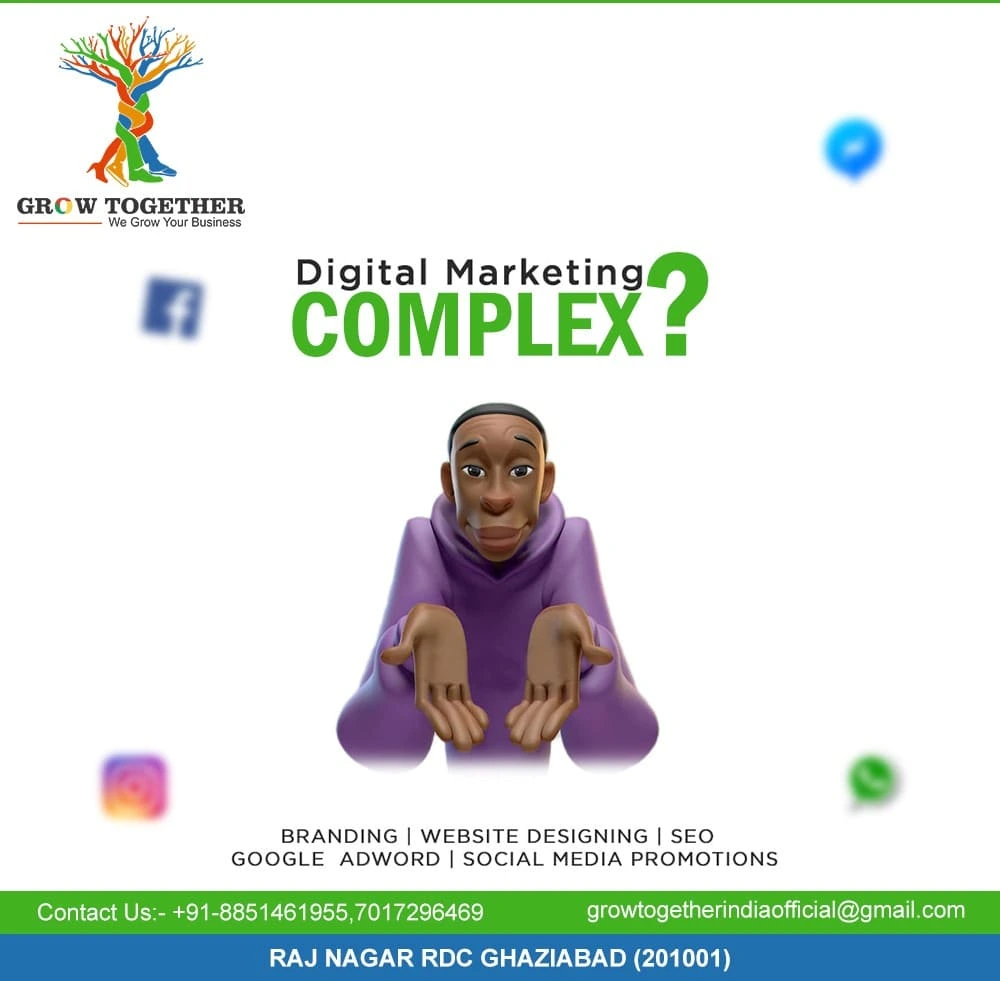 GROW TOGETHER
We Grow Your Business
Digital Marketing
COMPLEX?
BRANDING | WEBSITE DESIGNING | SEO
GOOGLE ADWORD | SOCIAL MEDIA PROMOTIONS
Contact Us:- +91-8851461955,7017296469
growtogetherindiaofficial@gmail.com
RAJ NAGAR RDC GHAZIABAD (201001)